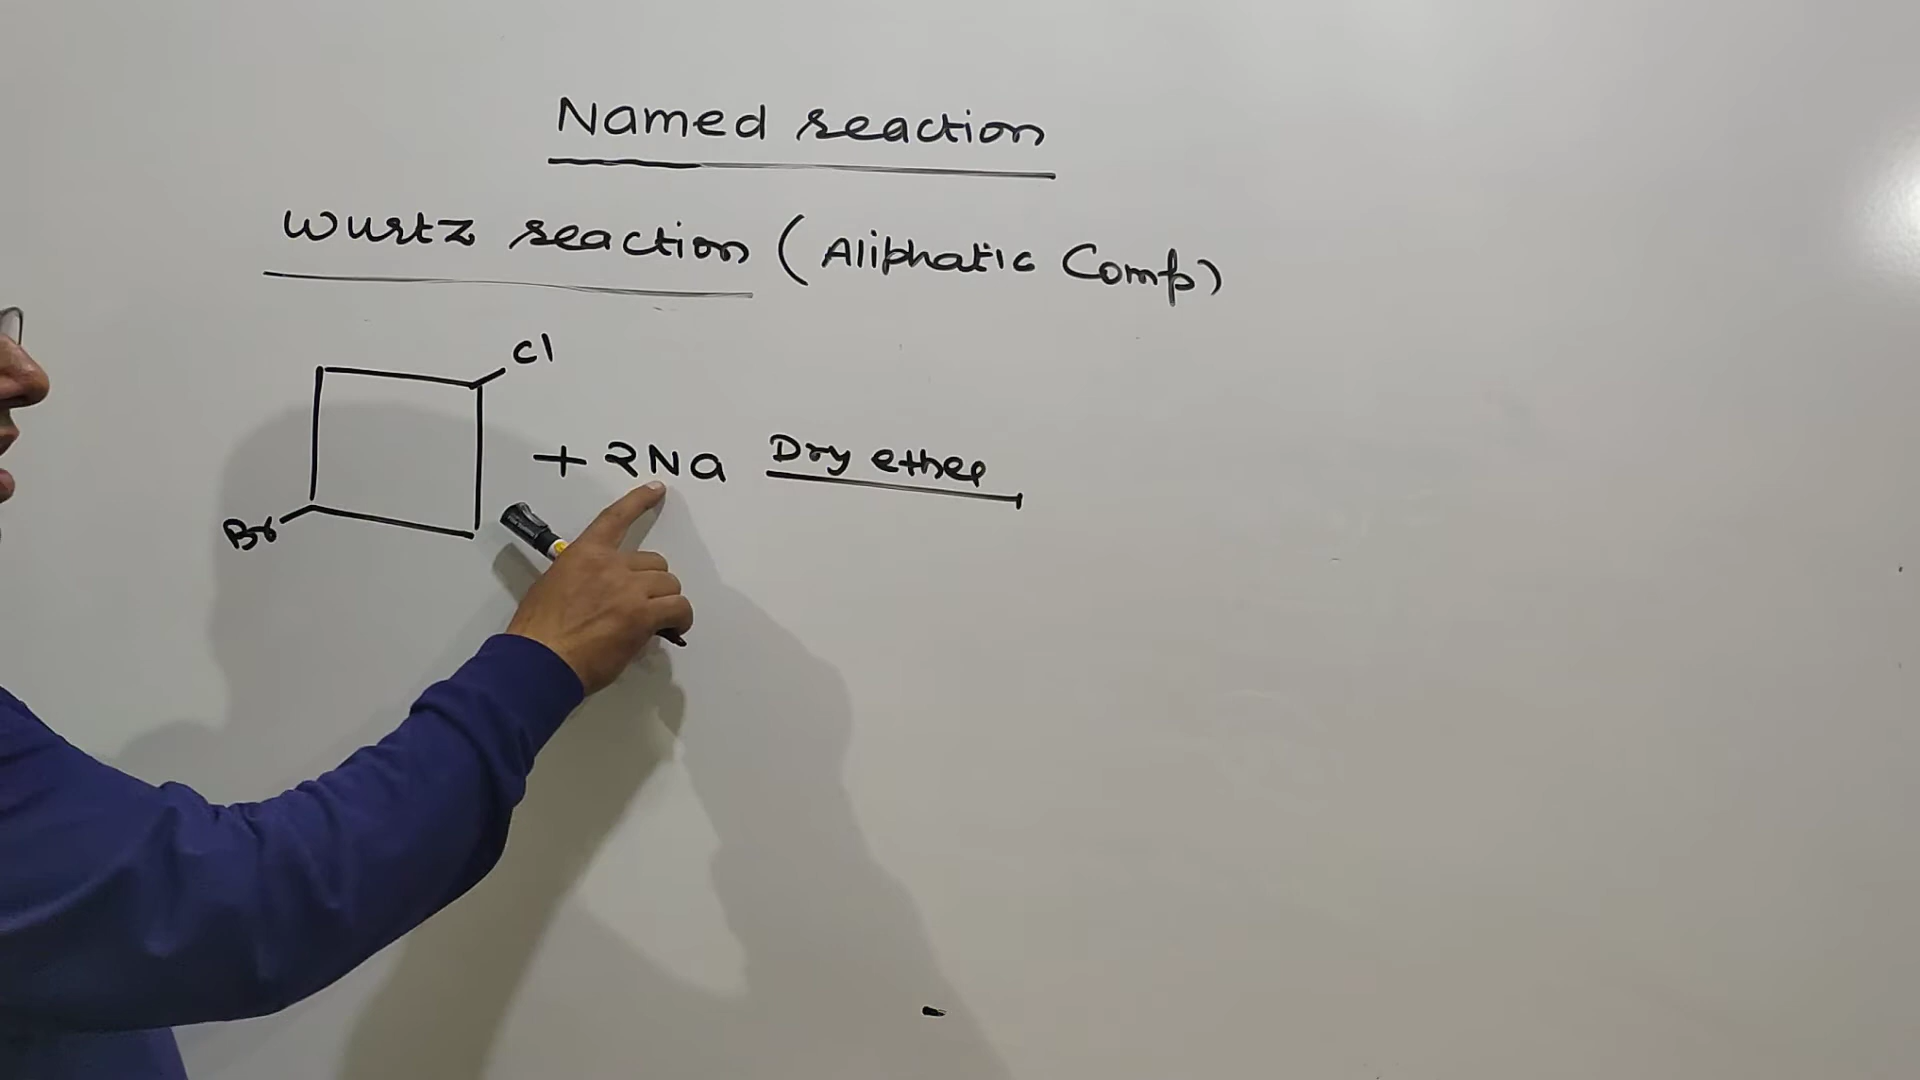 Named reaction
Wurtz reaction (Aliphatic Comp)
Cl
+ 2Na Dry ether
Br